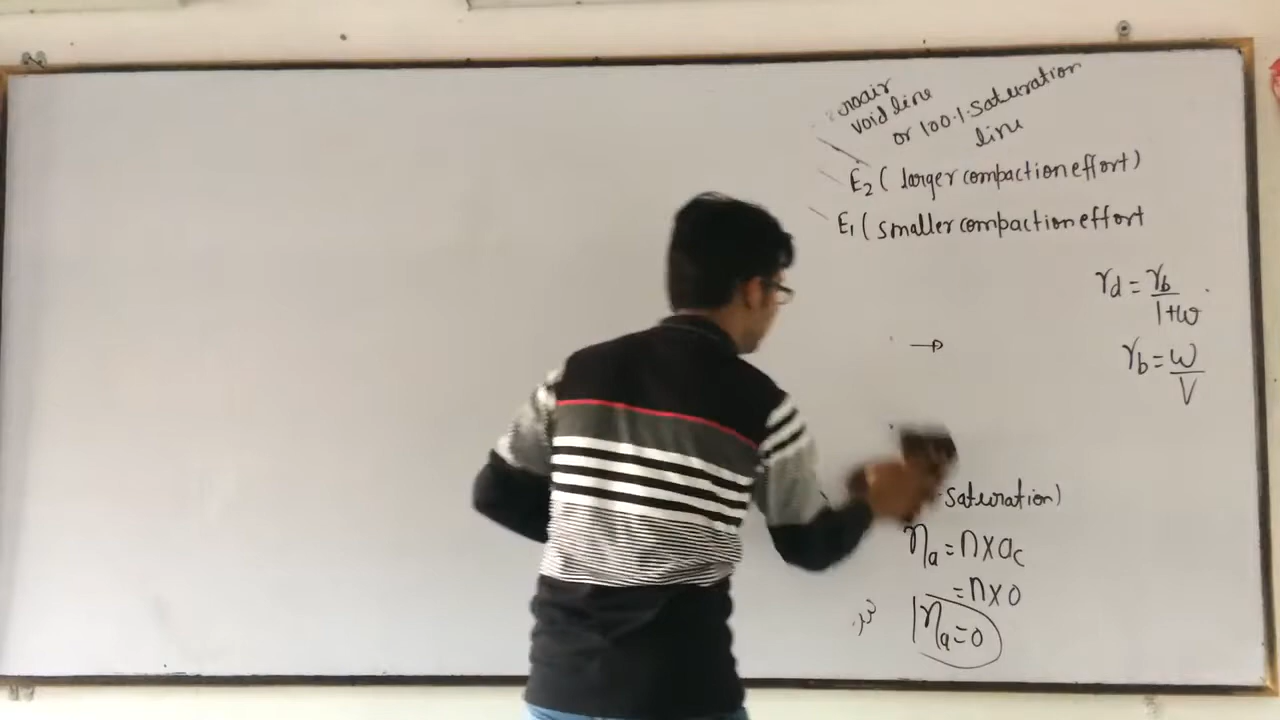 void line
or 100·/· saturation
line
E₂ ( larger compaction effort)
E₁ ( smaller compaction effort
γd = γb / 1+w
γb = W / V
saturation)
ηa = n x ac
= n x 0
ηa = 0